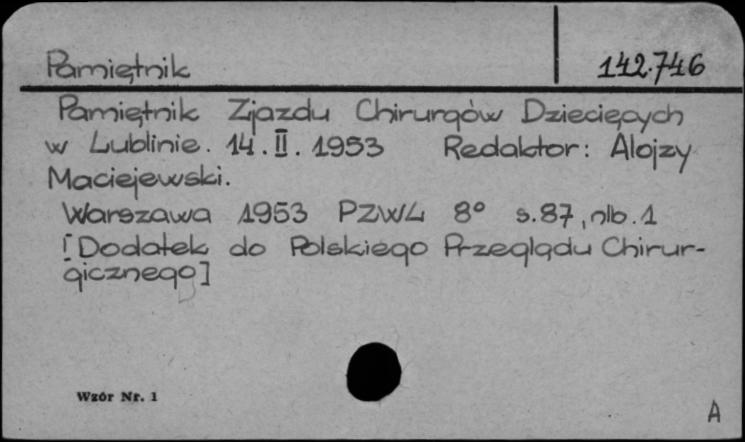 Pamiętnik
142.746
Pamiętnik Zjazdu Chirurgów Dziecięcych
w Lublinie. 14.II.1953 Redaktor: Alojzy
Maciejewski.
Warszawa 1953 PZWL 8° s.87, nlb.1
[Dodatek do Polskiego Przeglądu Chirur-
gicznego]
Wzór Nr. 1
A